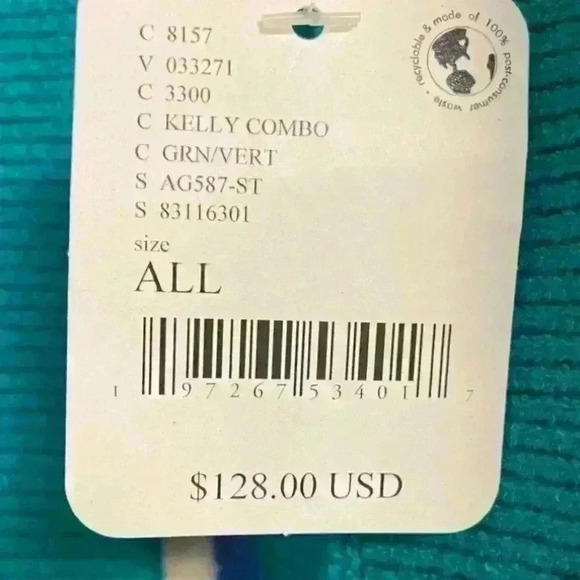 C 8157
V 033271
C 3300
C KELLY COMBO
C GRN/VERT
S AG587-ST
S 83116301
size
ALL
1 97267 53401 7
$128.00 USD
recyclable & made of 100% post-consumer waste •